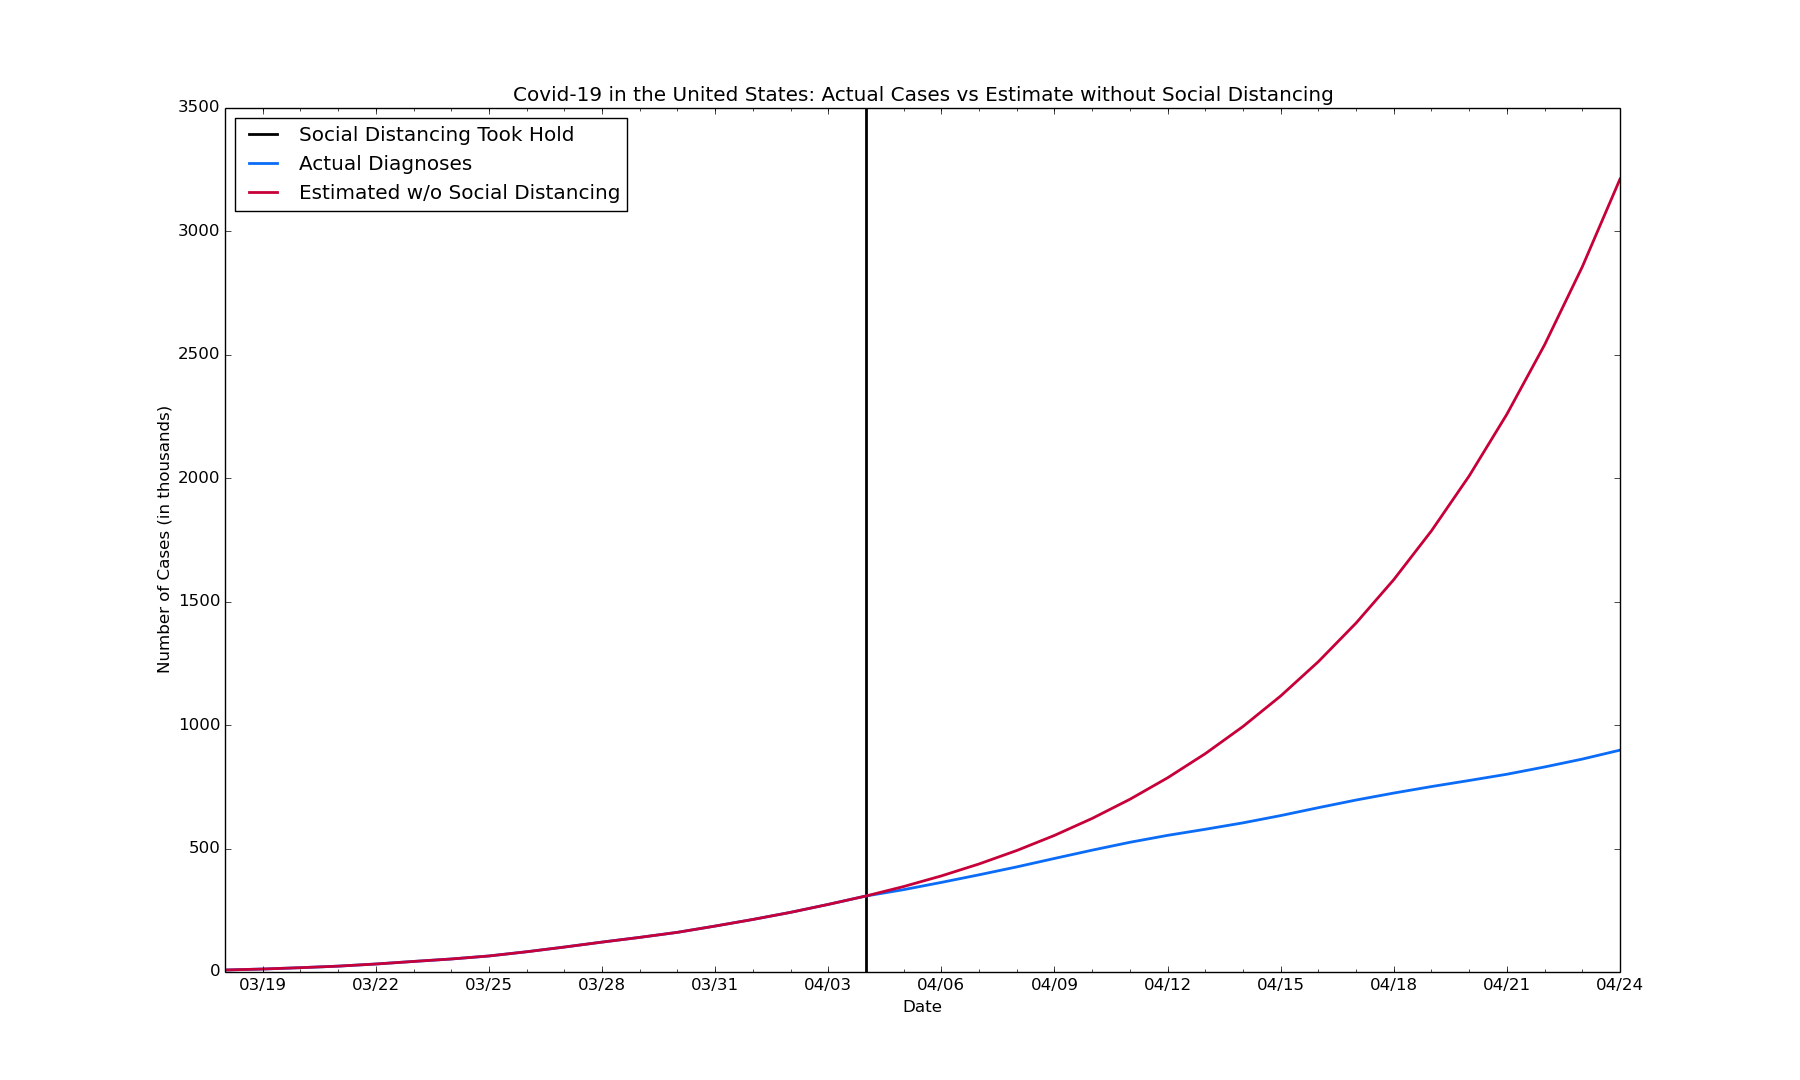 Covid-19 in the United States: Actual Cases vs Estimate without Social Distancing
Social Distancing Took Hold
Actual Diagnoses
Estimated w/o Social Distancing
Number of Cases (in thousands)
3500
3000
2500
2000
1500
1000
500
0
03/19 03/22 03/25 03/28 03/31 04/03 04/06 04/09 04/12 04/15 04/18 04/21 04/24
Date